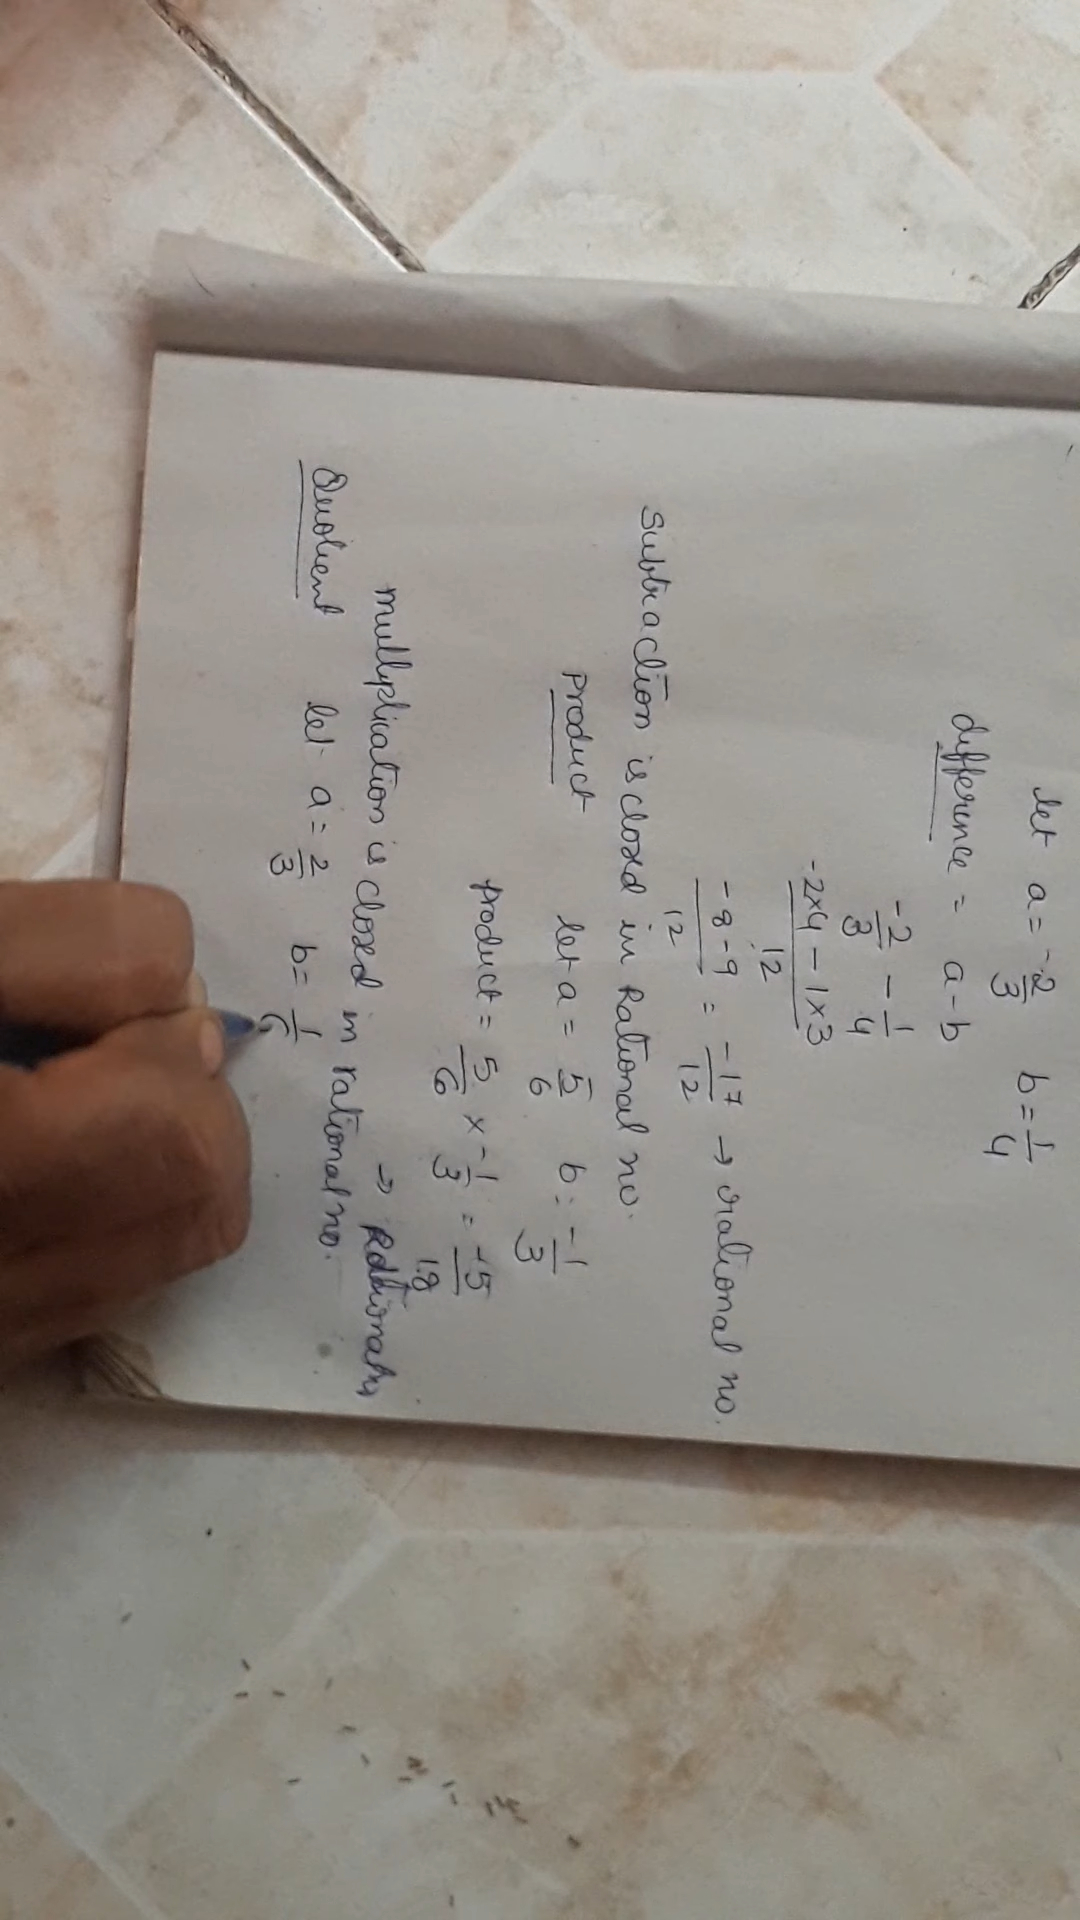 let a = -2/3 b = 1/4
difference = a - b
-2/3 - 1/4
-2×4 - 1×3
12
-8-9/12 = -17/12 → rational no.
Subtraction is closed in Rational no.
Product let a = 5/6 b = -1/3
Product = 5/6 × -1/3 = -5/18
→ Rational
multiplication is closed in rational no.
Quotient let a = 2/3 b = 1/6